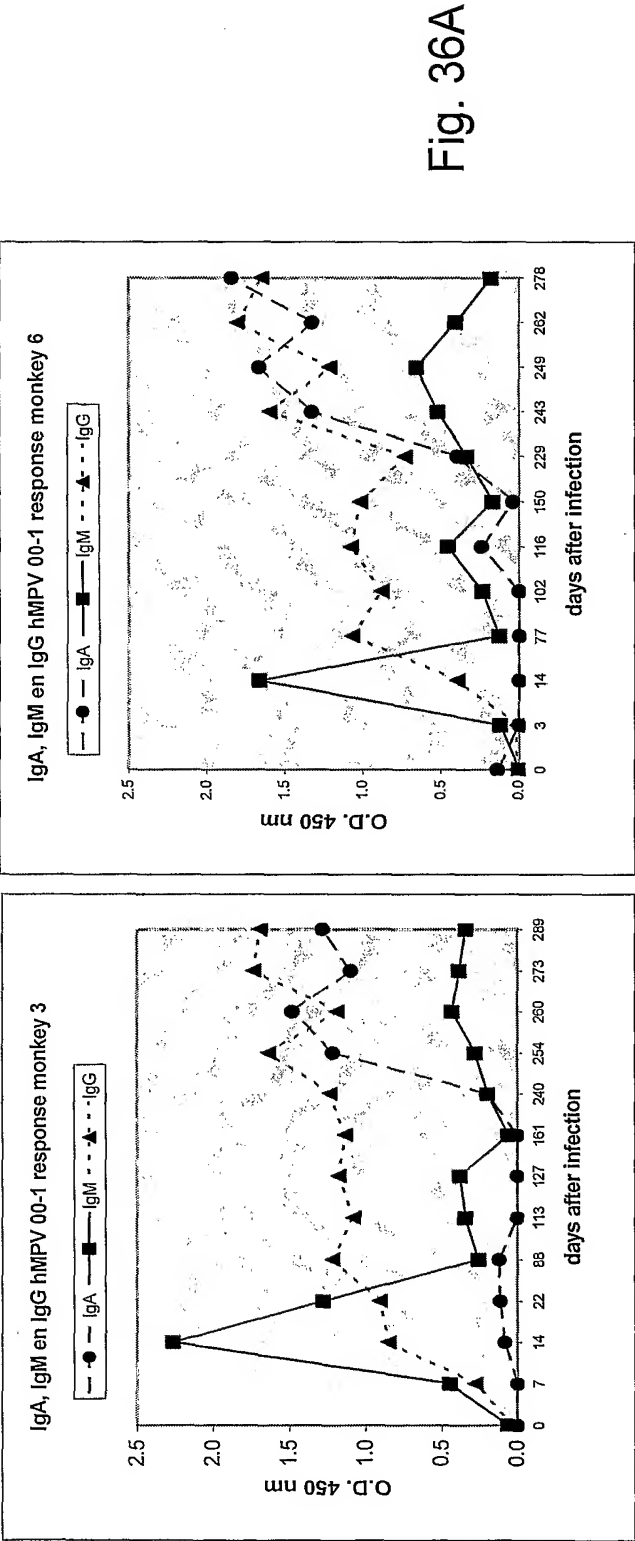 IgA, IgM en IgG hMPV 00-1 response monkey 3
IgA IgM IgG
2.5
2.0
1.5
1.0
0.5
0.0
O.D. 450 nm
0 7 14 22 88 113 127 161 240 254 260 273 289
days after infection
IgA, IgM en IgG hMPV 00-1 response monkey 6
IgA IgM IgG
2.5
2.0
1.5
1.0
0.5
0.0
O.D. 450 nm
0 3 14 77 102 116 150 229 243 249 262 278
days after infection
Fig. 36A